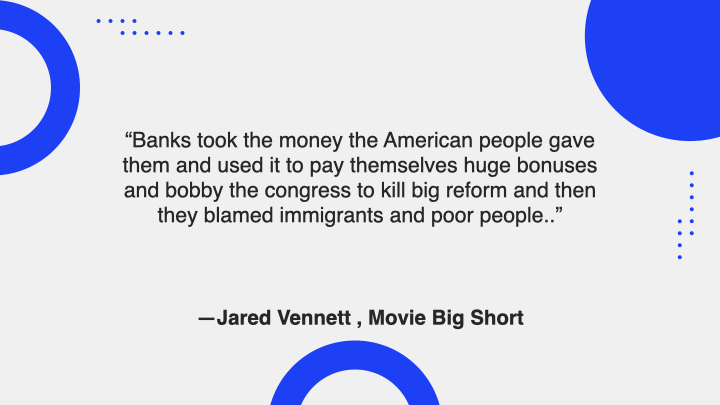 “Banks took the money the American people gave
them and used it to pay themselves huge bonuses
and bobby the congress to kill big reform and then
they blamed immigrants and poor people..”
—Jared Vennett , Movie Big Short